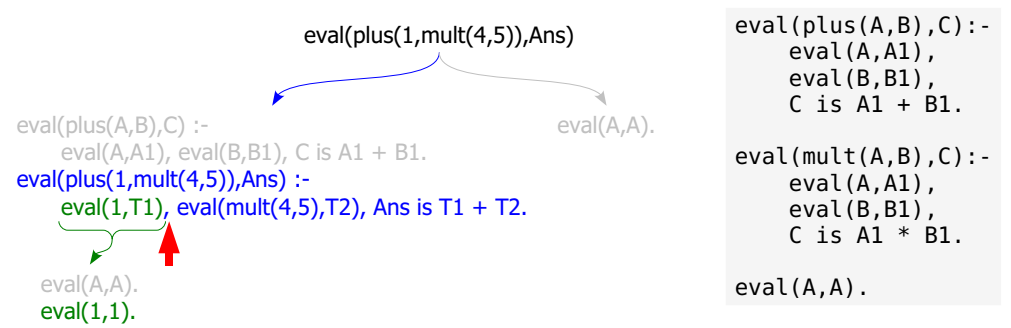 eval(plus(1,mult(4,5)),Ans)
eval(plus(A,B),C) :-
eval(A,A1), eval(B,B1), C is A1 + B1.
eval(plus(1,mult(4,5)),Ans) :-
eval(1,T1), eval(mult(4,5),T2), Ans is T1 + T2.
eval(A,A).
eval(1,1).
eval(A,A).
eval(plus(A,B),C):-
    eval(A,A1),
    eval(B,B1),
    C is A1 + B1.
eval(mult(A,B),C):-
    eval(A,A1),
    eval(B,B1),
    C is A1 * B1.
eval(A,A).